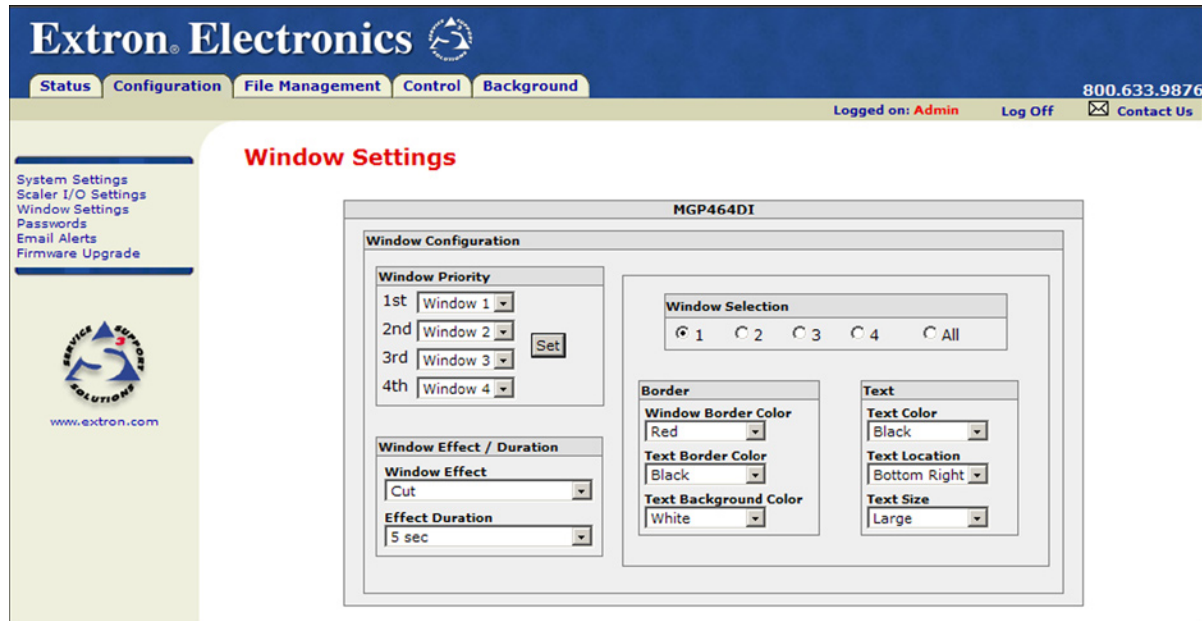 Extron® Electronics
Status Configuration File Management Control Background
800.633.9876
Logged on: Admin Log Off Contact Us
System Settings
Scaler I/O Settings
Window Settings
Passwords
Email Alerts
Firmware Upgrade
SERVICE SUPPORT SOLUTIONS
3
www.extron.com
Window Settings
MGP464DI
Window Configuration
Window Priority
1st Window 1
2nd Window 2
3rd Window 3
4th Window 4
Set
Window Effect / Duration
Window Effect
Cut
Effect Duration
5 sec
Window Selection
1 2 3 4 All
Border
Window Border Color
Red
Text Border Color
Black
Text Background Color
White
Text
Text Color
Black
Text Location
Bottom Right
Text Size
Large